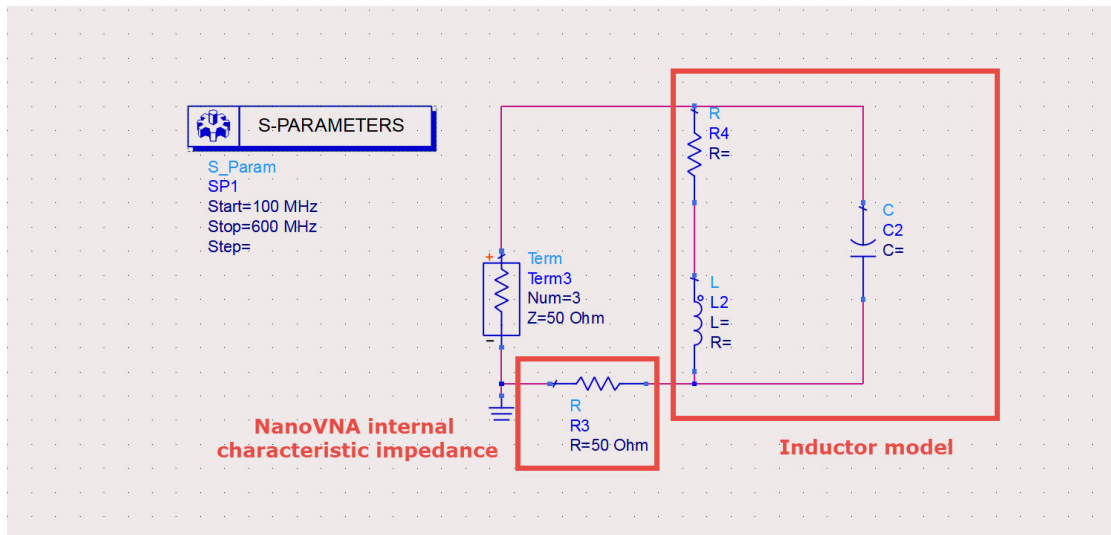 S-PARAMETERS
S_Param
SP1
Start=100 MHz
Stop=600 MHz
Step=
+
Term
Term3
Num=3
Z=50 Ohm
-
R
R4
R=
L
L2
L=
R=
C
C2
C=
R
R3
R=50 Ohm
NanoVNA internal
characteristic impedance
Inductor model